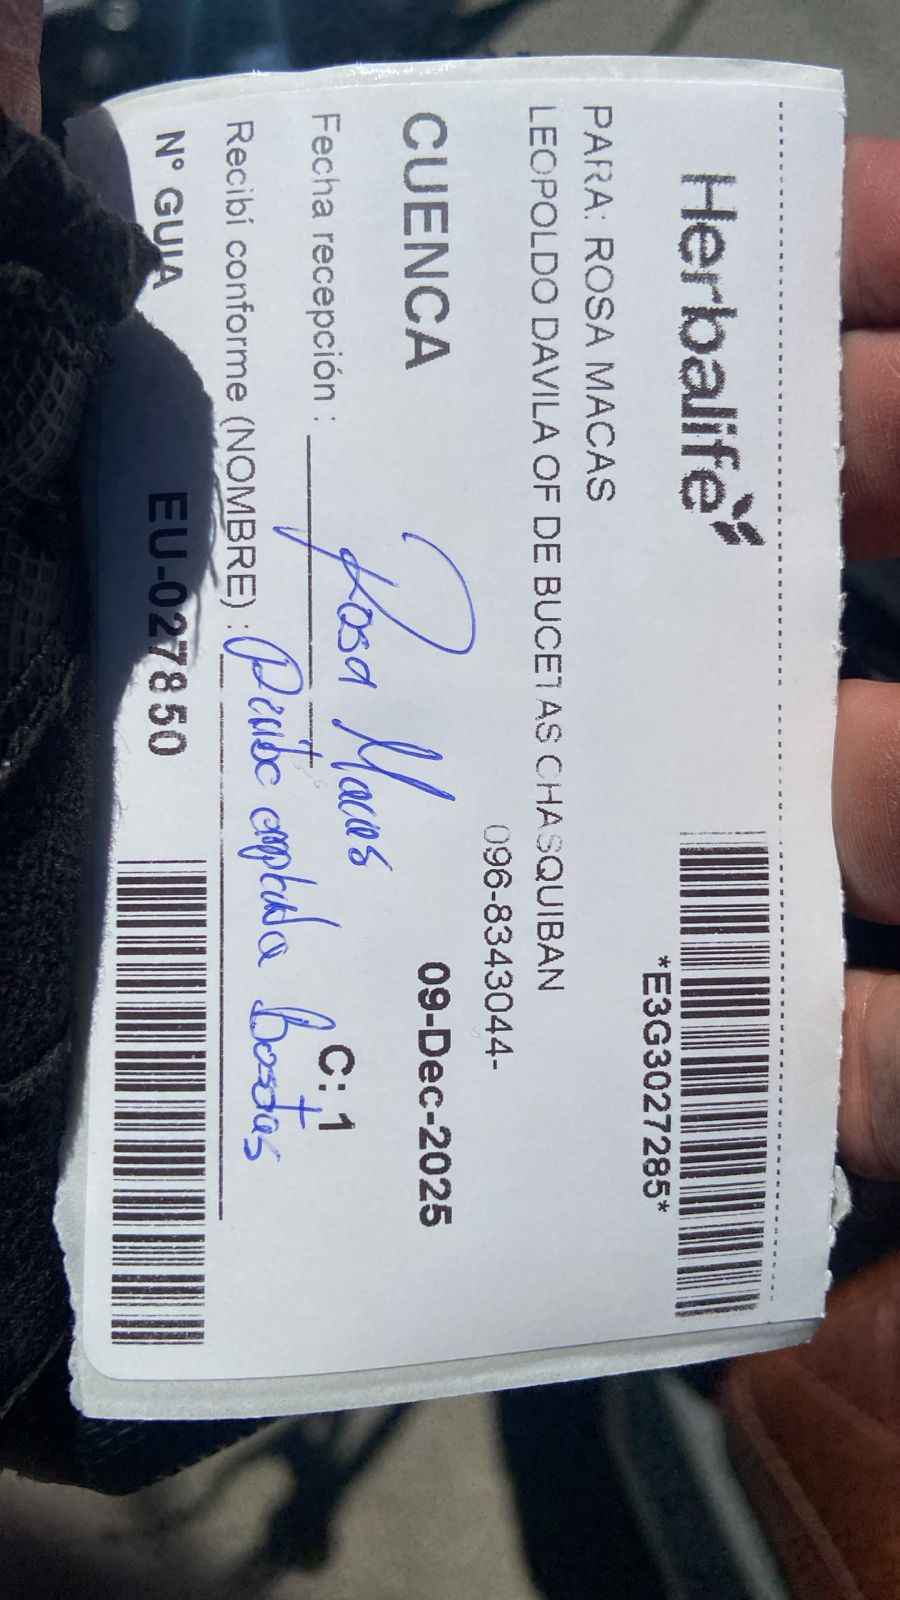 Herbalife
*E3G3027285*
PARA: ROSA MACAS
LEOPOLDO DAVILA OF DE BUCETAS CHASQUIBAN
096-8343044-
CUENCA 09-Dec-2025
Rosa Macas
Fecha recepción : C: 1
Recibí conforme (NOMBRE) :
N° GUIA EU-027850